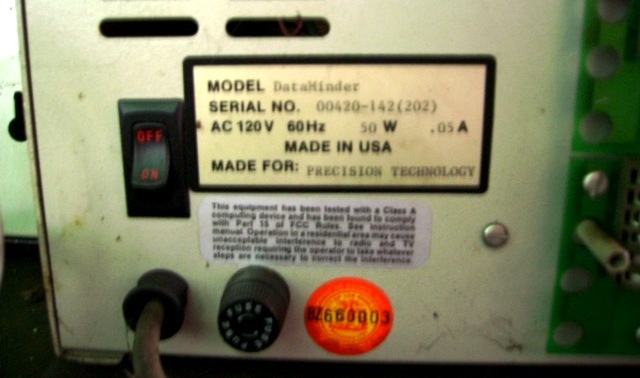 MODEL DataMinder
SERIAL NO. 00420-142(202)
AC 120V 60Hz 50 W .05 A
MADE IN USA
MADE FOR: PRECISION TECHNOLOGY
OFF
ON
This equipment has been tested with a Class A
computing device and has been found to comply
with Part 15 of FCC Rules. See instruction
manual. Operation in a residential area may cause
unacceptable interference to radio and TV
reception requiring the operator to take whatever
steps are necessary to correct the interference.
FUSE
FUSE
BZ660003